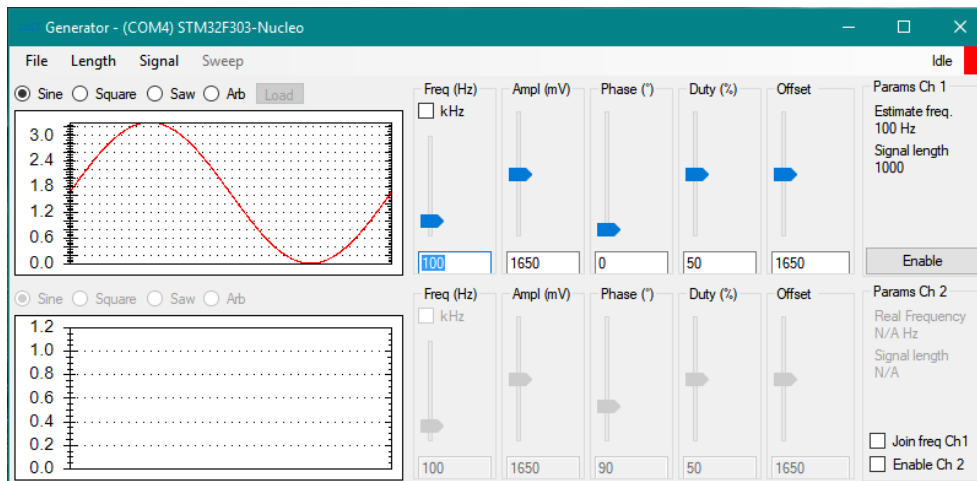 Generator - (COM4) STM32F303-Nucleo
File Length Signal Sweep Idle
Sine Square Saw Arb Load
Freq (Hz) Ampl (mV) Phase (°) Duty (%) Offset Params Ch 1
kHz
Estimate freq.
100 Hz
Signal length
1000
3.0
2.4
1.8
1.2
0.6
0.0
100 1650 0 50 1650 Enable
Sine Square Saw Arb
Freq (Hz) Ampl (mV) Phase (°) Duty (%) Offset Params Ch 2
kHz
Real Frequency
N/A Hz
Signal length
N/A
1.2
1.0
0.8
0.6
0.4
0.2
0.0
Join freq Ch1
Enable Ch 2
100 1650 90 50 1650